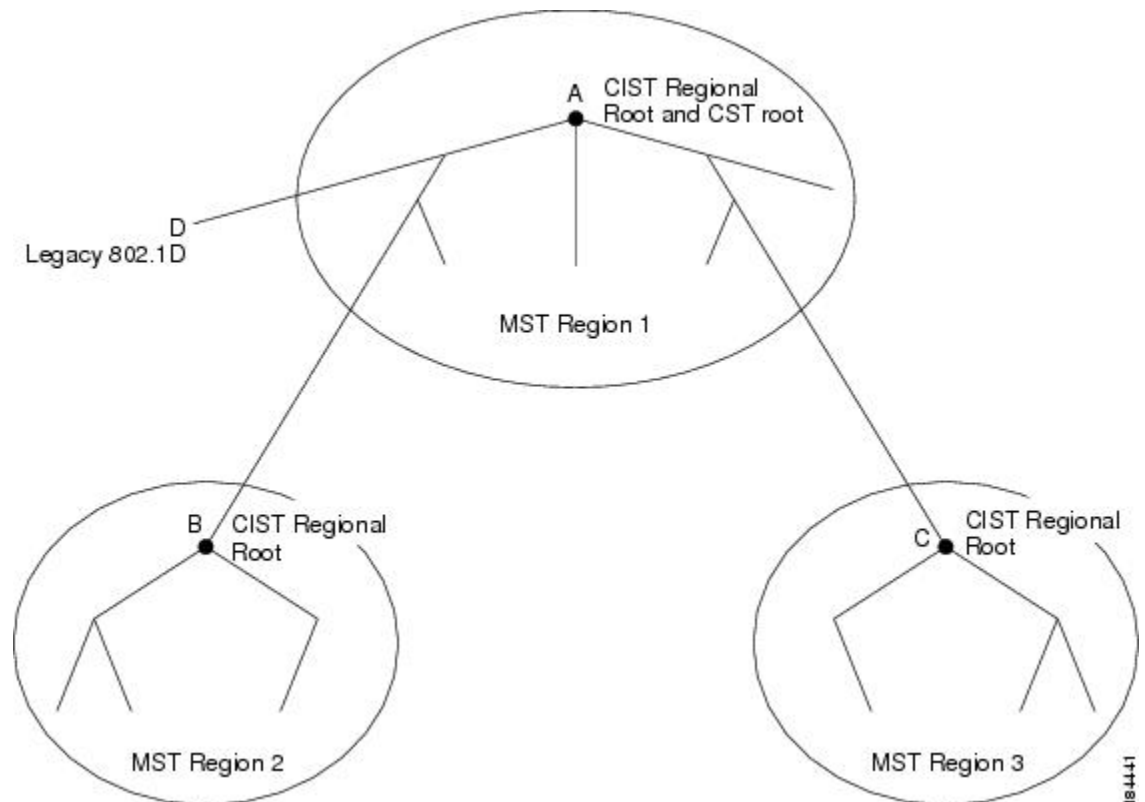 A
CIST Regional
Root and CST root
D
Legacy 802.1D
MST Region 1
B
CIST Regional
Root
C
CIST Regional
Root
MST Region 2
MST Region 3
84441